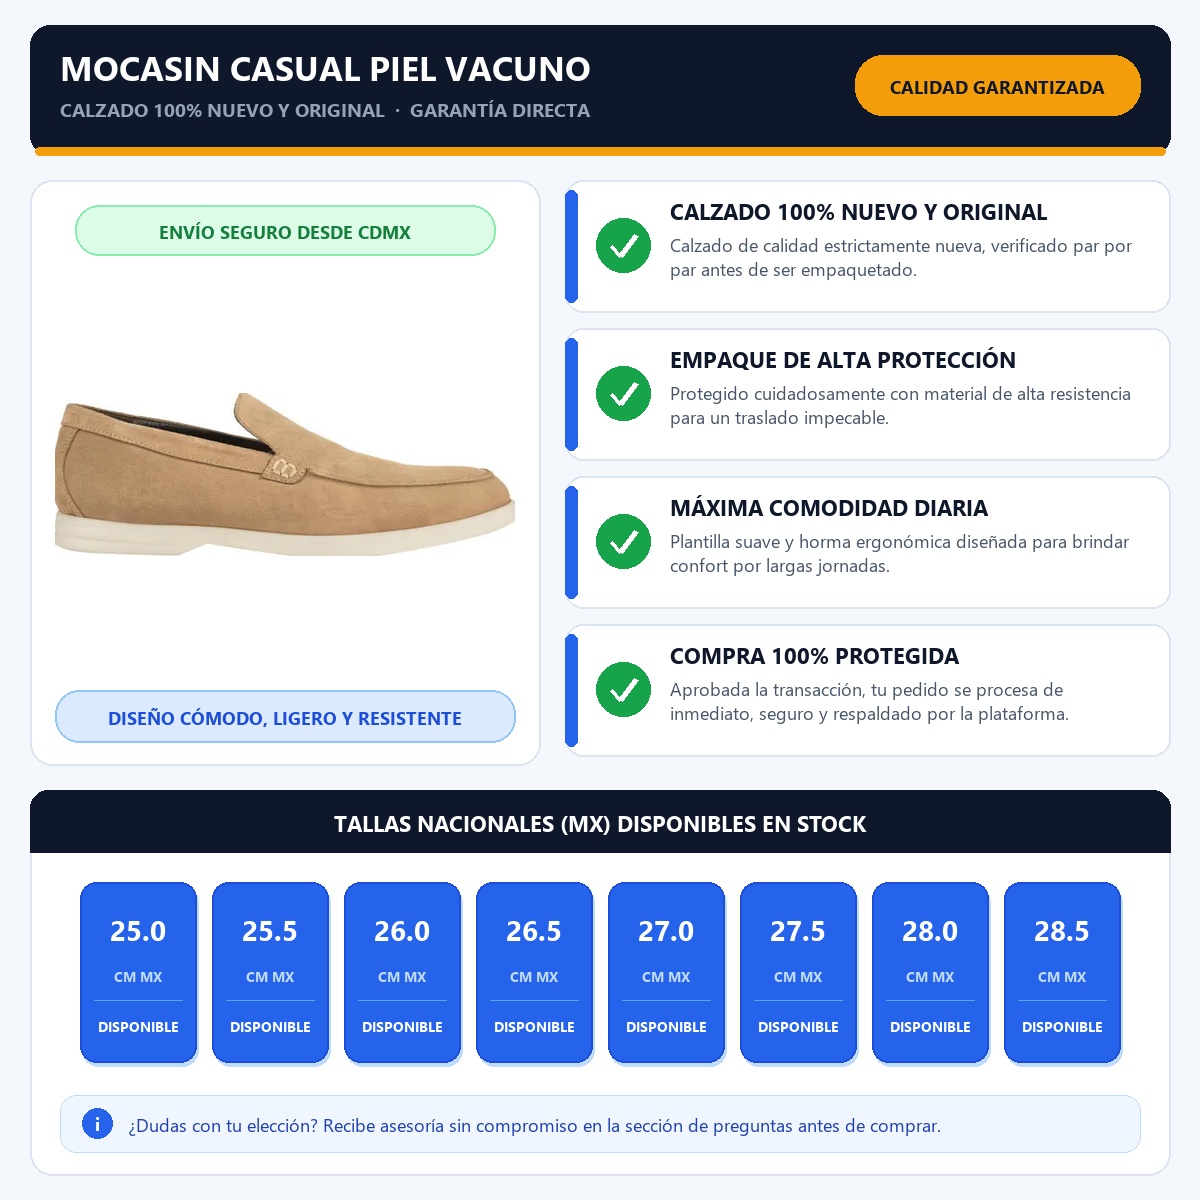 MOCASIN CASUAL PIEL VACUNO
CALZADO 100% NUEVO Y ORIGINAL · GARANTÍA DIRECTA
CALIDAD GARANTIZADA
ENVÍO SEGURO DESDE CDMX
DISEÑO CÓMODO, LIGERO Y RESISTENTE
CALZADO 100% NUEVO Y ORIGINAL
Calzado de calidad estrictamente nueva, verificado par por
par antes de ser empaquetado.
EMPAQUE DE ALTA PROTECCIÓN
Protegido cuidadosamente con material de alta resistencia
para un traslado impecable.
MÁXIMA COMODIDAD DIARIA
Plantilla suave y horma ergonómica diseñada para brindar
confort por largas jornadas.
COMPRA 100% PROTEGIDA
Aprobada la transacción, tu pedido se procesa de
inmediato, seguro y respaldado por la plataforma.
TALLAS NACIONALES (MX) DISPONIBLES EN STOCK
25.0 25.5 26.0 26.5 27.0 27.5 28.0 28.5
CM MX CM MX CM MX CM MX CM MX CM MX CM MX CM MX
DISPONIBLE DISPONIBLE DISPONIBLE DISPONIBLE DISPONIBLE DISPONIBLE DISPONIBLE DISPONIBLE
¿Dudas con tu elección? Recibe asesoría sin compromiso en la sección de preguntas antes de comprar.